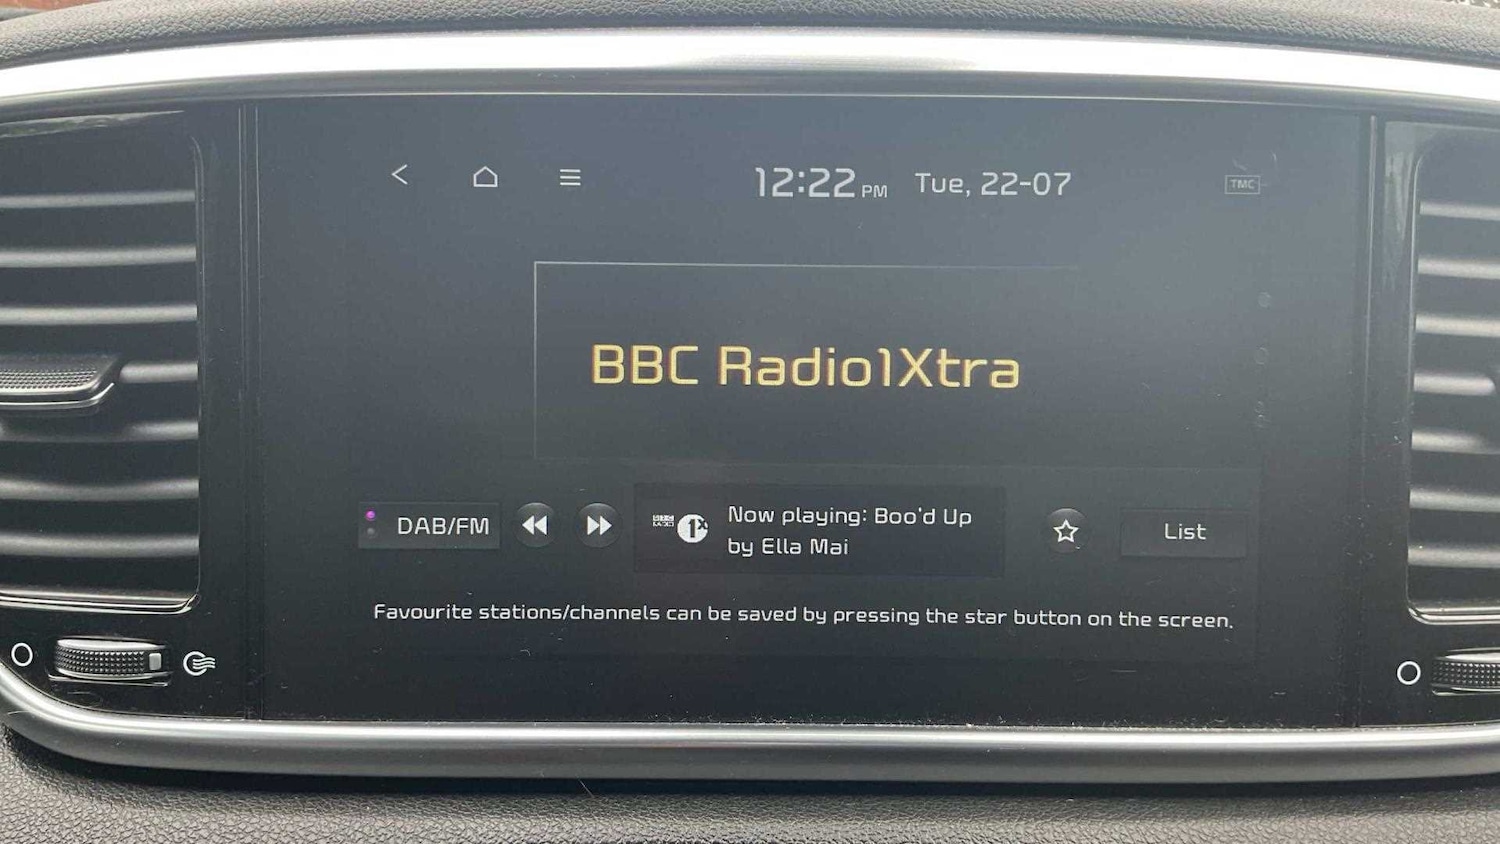 12:22 PM Tue, 22-07
TMC
BBC Radio1Xtra
DAB/FM
1X
Now playing: Boo'd Up
by Ella Mai
List
Favourite stations/channels can be saved by pressing the star button on the screen.